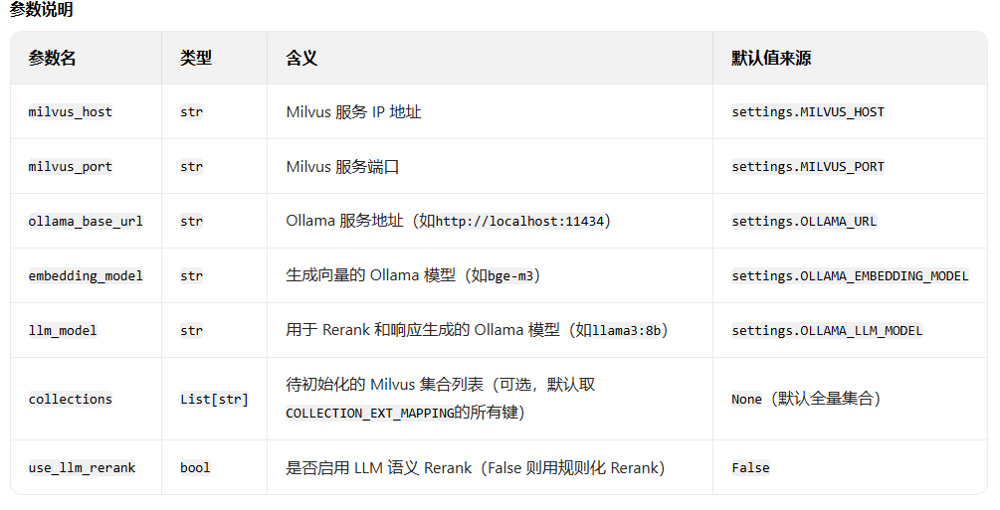 参数说明
参数名 类型 含义 默认值来源
milvus_host str Milvus 服务 IP 地址 settings.MILVUS_HOST
milvus_port str Milvus 服务端口 settings.MILVUS_PORT
ollama_base_url str Ollama 服务地址（如http://localhost:11434） settings.OLLAMA_URL
embedding_model str 生成向量的 Ollama 模型（如bge-m3） settings.OLLAMA_EMBEDDING_MODEL
llm_model str 用于 Rerank 和响应生成的 Ollama 模型（如llama3:8b） settings.OLLAMA_LLM_MODEL
collections List[str] 待初始化的 Milvus 集合列表（可选，默认取
COLLECTION_EXT_MAPPING的所有键） None（默认全量集合）
use_llm_rerank bool 是否启用 LLM 语义 Rerank（False 则用规则化 Rerank） False